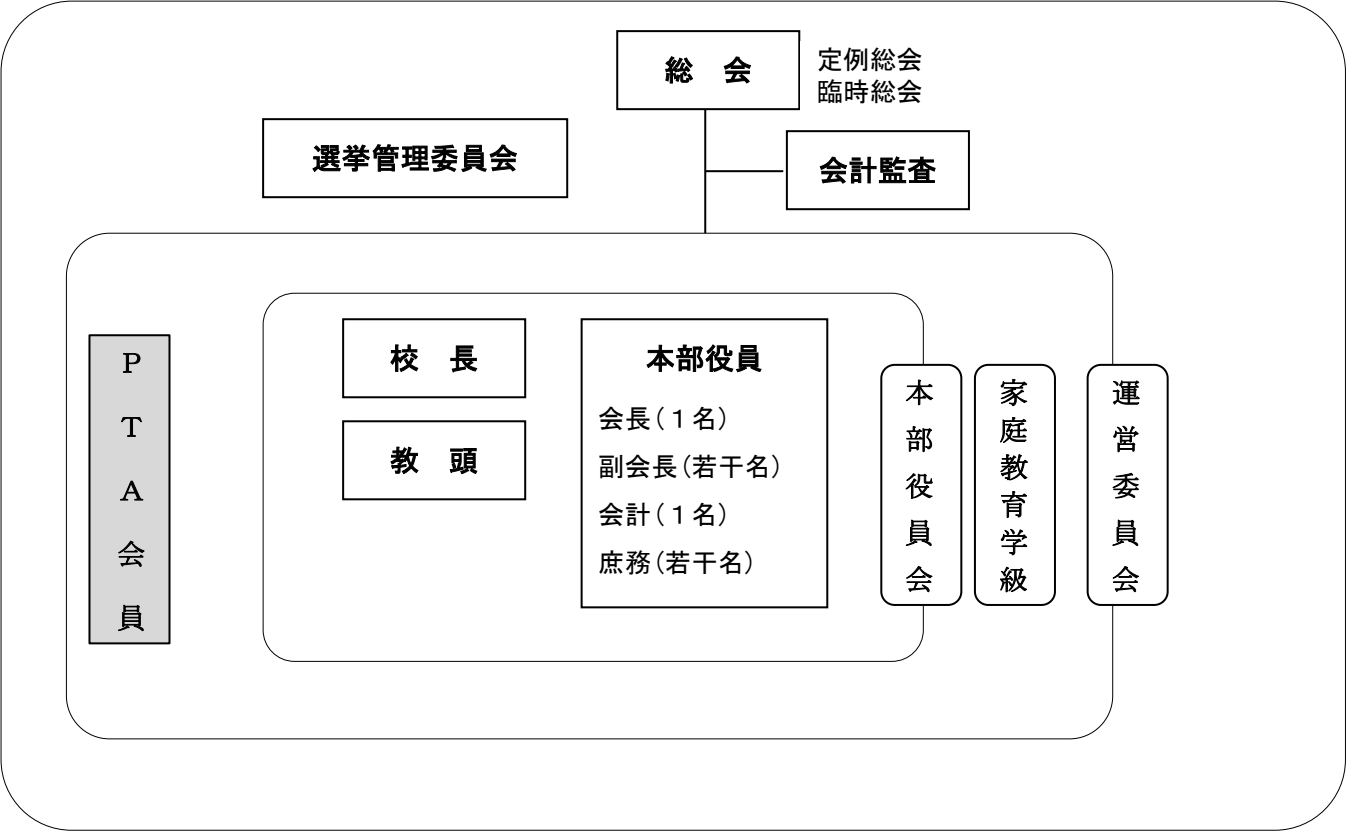 総　会
定例総会
臨時総会
選挙管理委員会
会計監査
PTA会員
校　長
教　頭
本部役員
会長（１名）
副会長（若干名）
会計（１名）
庶務（若干名）
本部役員会
家庭教育学級
運営委員会